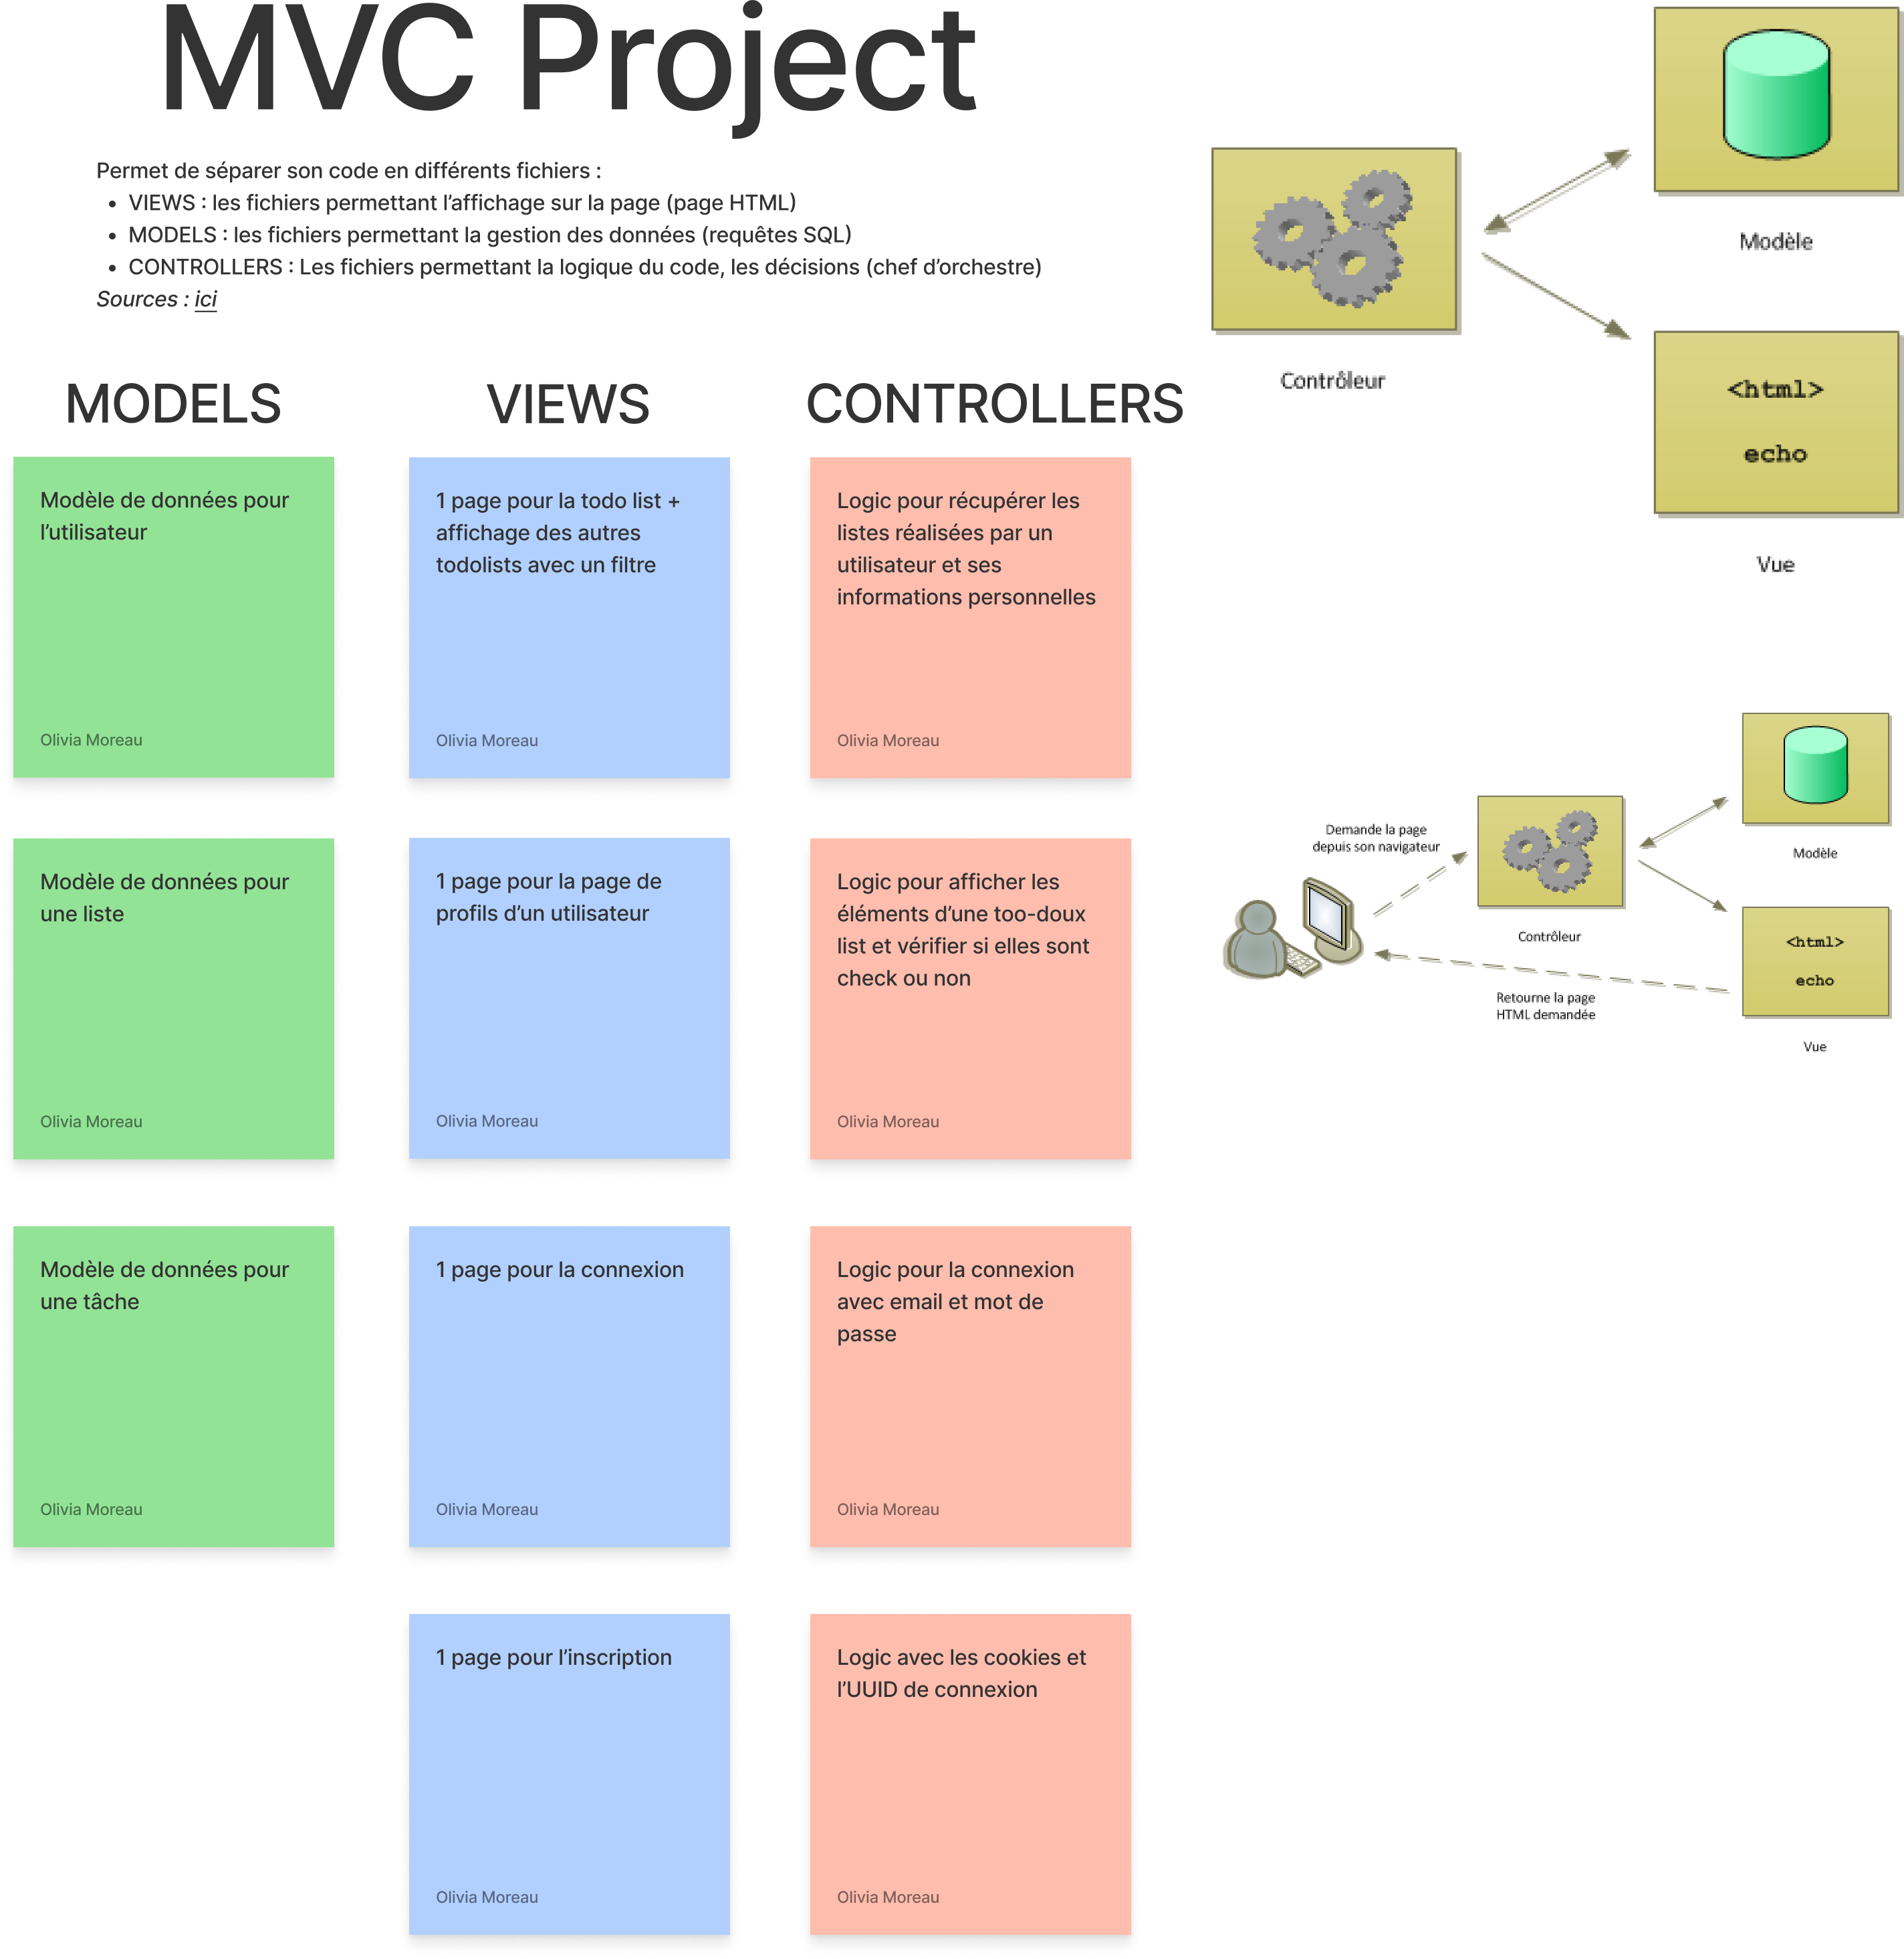 MVC Project
Permet de séparer son code en différents fichiers :
• VIEWS : les fichiers permettant l’affichage sur la page (page HTML)
• MODELS : les fichiers permettant la gestion des données (requêtes SQL)
• CONTROLLERS : Les fichiers permettant la logique du code, les décisions (chef d’orchestre)
Sources : ici
MODELS
Modèle de données pour
l’utilisateur
Olivia Moreau
Modèle de données pour
une liste
Olivia Moreau
Modèle de données pour
une tâche
Olivia Moreau
VIEWS
1 page pour la todo list +
affichage des autres
todolists avec un filtre
Olivia Moreau
1 page pour la page de
profils d’un utilisateur
Olivia Moreau
1 page pour la connexion
Olivia Moreau
1 page pour l’inscription
Olivia Moreau
CONTROLLERS
Logic pour récupérer les
listes réalisées par un
utilisateur et ses
informations personnelles
Olivia Moreau
Logic pour afficher les
éléments d’une too-doux
list et vérifier si elles sont
check ou non
Olivia Moreau
Logic pour la connexion
avec email et mot de
passe
Olivia Moreau
Logic avec les cookies et
l’UUID de connexion
Olivia Moreau
Modèle
Contrôleur
<html>
echo
Vue
Demande la page
depuis son navigateur
Modèle
Contrôleur
<html>
echo
Retourne la page
HTML demandée
Vue